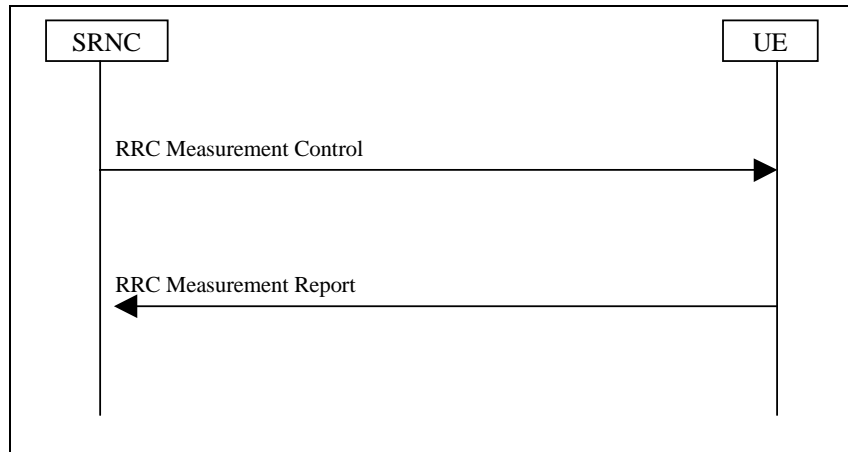 SRNC
UE
RRC Measurement Control
RRC Measurement Report